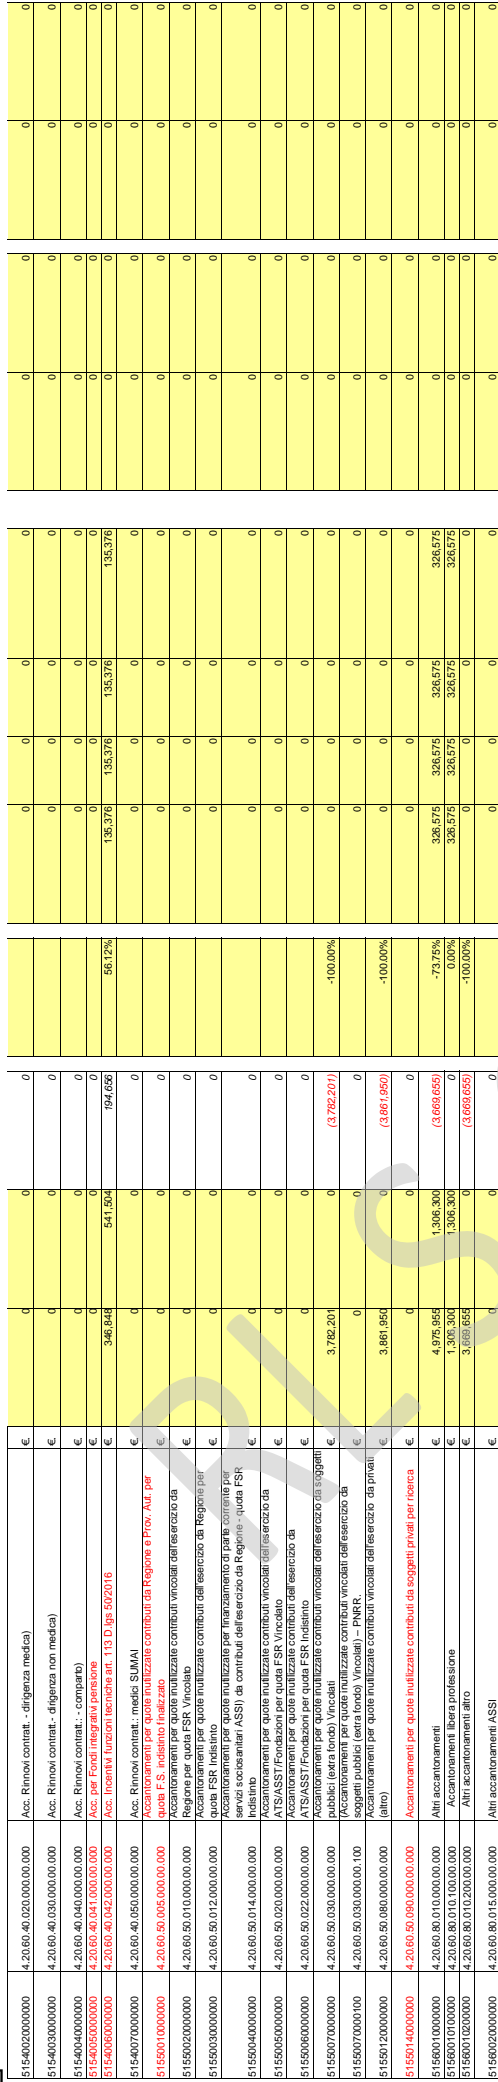 51540020000000 4.20.60.40.020.000.00.000 Acc. Rinnovi contratt. - dirigenza medica) €. 0 0 0 0 0 0 0 0 0 0 0
51540030000000 4.20.60.40.030.000.00.000 Acc. Rinnovi contratt.- dirigenza non medica) €. 0 0 0 0 0 0 0 0 0 0 0
51540040000000 4.20.60.40.040.000.00.000 Acc. Rinnovi contratt.: - comparto) €. 0 0 0 0 0 0 0 0 0 0 0
51540050000000 4.20.60.40.041.000.00.000 Acc. per Fondi integrativi pensione €. 0 0 0 0 0 0 0 0 0 0 0
51540060000000 4.20.60.40.042.000.00.000 Acc. Incentivi funzioni tecniche art. 113 D.lgs 50/2016 €. 346,848 541,504 194,656 56.12% 135,376 135,376 135,376 135,376 0 0 0 0
51540070000000 4.20.60.40.050.000.00.000 Acc. Rinnovi contratt.: medici SUMAI €. 0 0 0 0 0 0 0 0 0 0 0
Accantonamenti per quote inutilizzate contributi da Regione e Prov. Aut. per
51550010000000 4.20.60.50.005.000.00.000 quota F.S. indistinto finalizzato €. 0 0 0 0 0 0 0 0 0 0 0
Accantonamenti per quote inutilizzate contributi vincolati dell'esercizio da
51550020000000 4.20.60.50.010.000.00.000 Regione per quota FSR Vincolato €. 0 0 0 0 0 0 0 0 0 0 0
Accantonamenti per quote inutilizzate contributi dell'esercizio da Regione per
51550030000000 4.20.60.50.012.000.00.000 quota FSR Indistinto €. 0 0 0 0 0 0 0 0 0 0 0
Accantonamenti per quote inutilizzate per finanziamento di parte corrente per
servizi sociosanitari ASSI) da contributi dell'esercizio da Regione - quota FSR
51550040000000 4.20.60.50.014.000.00.000 Indistinto €. 0 0 0 0 0 0 0 0 0 0 0
Accantonamenti per quote inutilizzate contributi vincolati dell'esercizio da
51550050000000 4.20.60.50.020.000.00.000 ATS/ASST/Fondazioni per quota FSR Vincolato €. 0 0 0 0 0 0 0 0 0 0 0
Accantonamenti per quote inutilizzate contributi dell'esercizio da
51550060000000 4.20.60.50.022.000.00.000 ATS/ASST/Fondazioni per quota FSR Indistinto €. 0 0 0 0 0 0 0 0 0 0 0
Accantonamenti per quote inutilizzate contributi vincolati dell'esercizio da soggetti
51550070000000 4.20.60.50.030.000.00.000 pubblici (extra fondo) Vincolati €. 3,782,201 0 (3,782,201) -100.00% 0 0 0 0 0 0 0 0
(Accantonamenti per quote inutilizzate contributi vincolati dell'esercizio da
51550070000100 4.20.60.50.030.000.00.100 soggetti pubblici (extra fondo) Vincolati) – PNRR. €. 0 0 0 0 0 0 0 0 0 0 0
Accantonamenti per quote inutilizzate contributi vincolati dell'esercizio da privati
51550120000000 4.20.60.50.080.000.00.000 (altro) €. 3,861,950 0 (3,861,950) -100.00% 0 0 0 0 0 0 0 0
51550140000000 4.20.60.50.090.000.00.000 Accantonamenti per quote inutilizzate contributi da soggetti privati per ricerca €. 0 0 0 0 0 0 0 0 0 0 0
51560010000000 4.20.60.80.010.000.00.000 Altri accantonamenti €. 4,975,955 1,306,300 (3,669,655) -73.75% 326,575 326,575 326,575 326,575 0 0 0 0
51560010100000 4.20.60.80.010.100.00.000 Accantonamenti libera professione €. 1,306,300 1,306,300 0 0.00% 326,575 326,575 326,575 326,575 0 0 0 0
51560010200000 4.20.60.80.010.200.00.000 Altri accantonamenti altro €. 3,669,655 0 (3,669,655) -100.00% 0 0 0 0 0 0 0 0
51560020000000 4.20.60.80.015.000.00.000 Altri accantonamenti ASSI €. 0 0 0 0 0 0 0 0 0 0 0
RLS